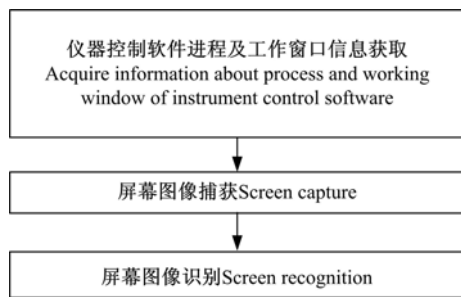 仪器控制软件进程及工作窗口信息获取
Acquire information about process and working
window of instrument control software
屏幕图像捕获Screen capture
屏幕图像识别Screen recognition